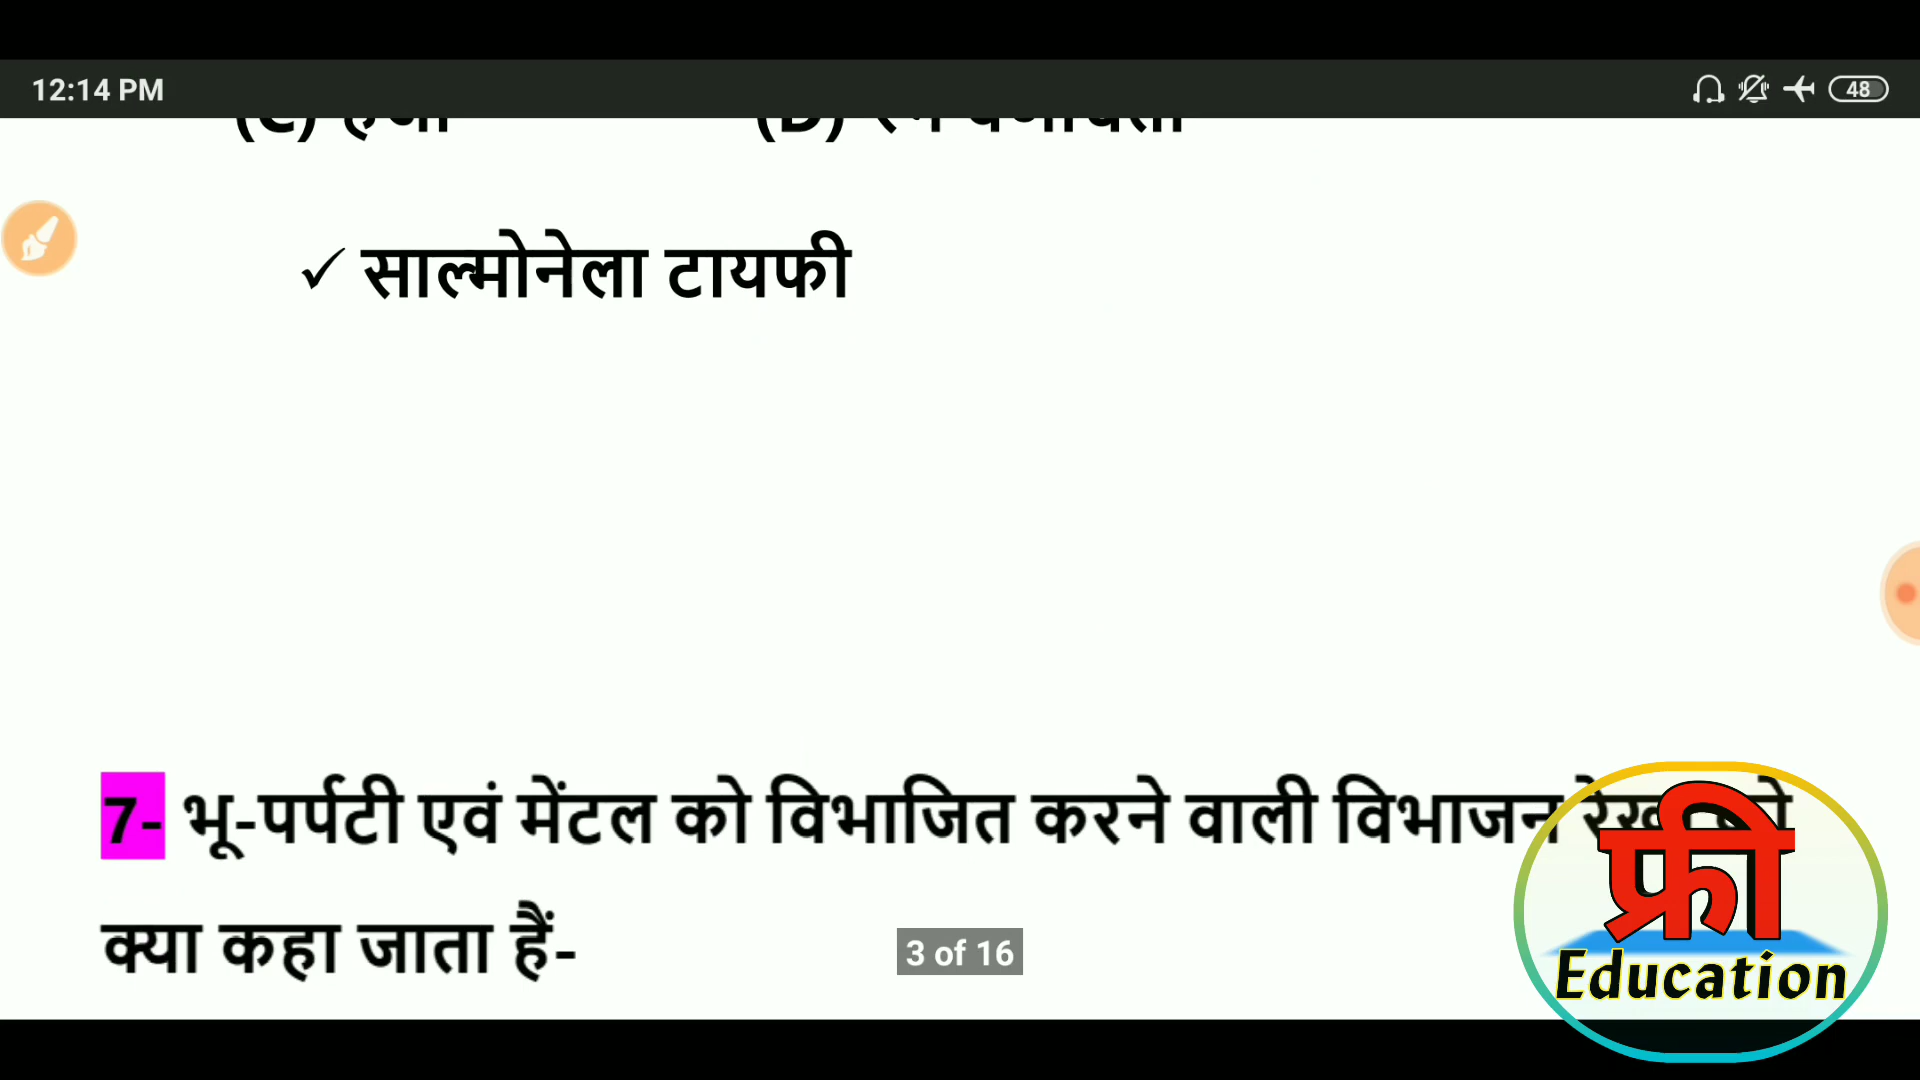 12:14 PM
48
(C) (D)
✓ साल्मोनेला टायफी
7- भू-पर्पटी एवं मेंटल को विभाजित करने वाली विभाजन
क्या कहा जाता हैं-
3 of 16
फ्री
Education